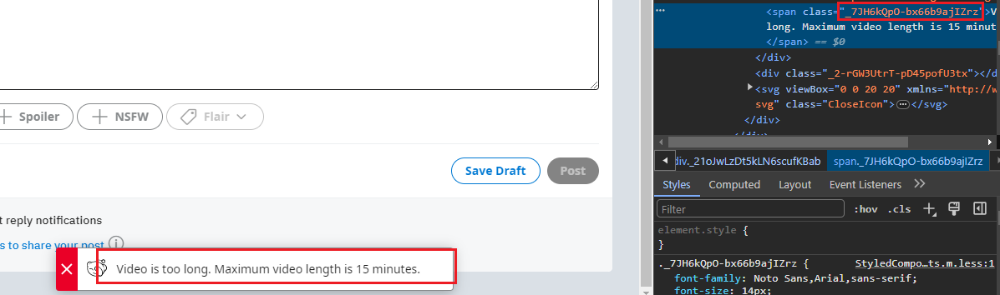 Spoiler
NSFW
Flair
Save Draft
Post
t reply notifications
s to share your post
Video is too long. Maximum video length is 15 minutes.
<span class="_7JH6kQpO-bx66b9ajIZrz">V
long. Maximum video length is 15 minut
</span> == $0
</div>
<div class="_2-rGW3UtrT-pD45pofU3tx"></d
<svg viewBox="0 0 20 20" xmlns="http://w
svg" class="CloseIcon">…</svg>
</div>
div._21oJwLzDt5kLN6scufKBab span._7JH6kQpO-bx66b9ajIZrz
Styles Computed Layout Event Listeners
Filter :hov .cls
element.style {
}
._7JH6kQpO-bx66b9ajIZrz { StyledCompo…ts.m.less:1
font-family: Noto Sans,Arial,sans-serif;
font-size: 14px;